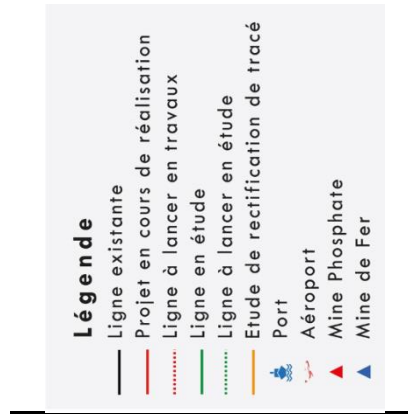 Légende
Ligne existante
Projet en cours de réalisation
Ligne à lancer en travaux
Ligne en étude
Ligne à lancer en étude
Etude de rectification de tracé
Port
Aéroport
Mine Phosphate
Mine de Fer